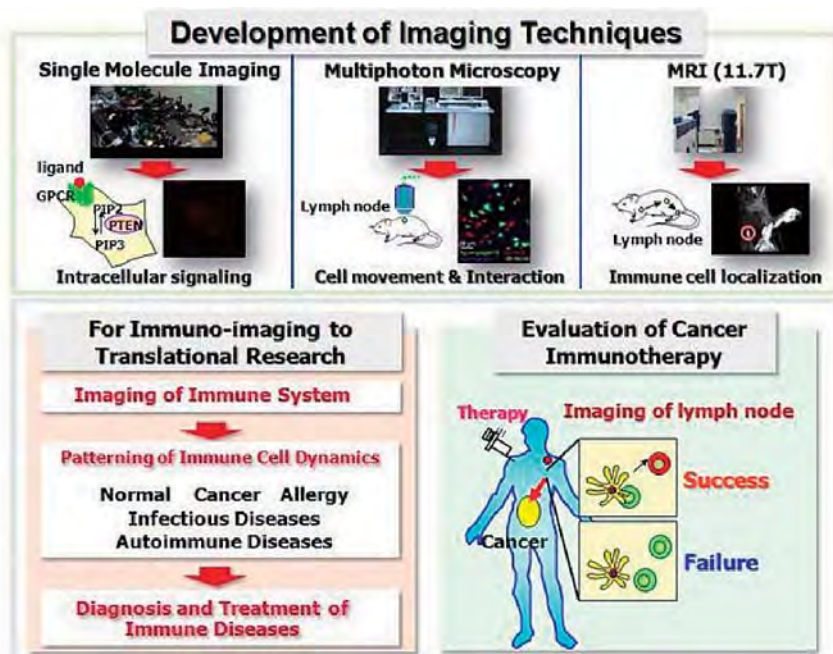 Development of Imaging Techniques
Single Molecule Imaging
ligand
GPCR
PIP2
PTEN
PIP3
Intracellular signaling
Multiphoton Microscopy
Lymph node
Cell movement & Interaction
MRI (11.7T)
Lymph node
Immune cell localization
For Immuno-imaging to
Translational Research
Imaging of Immune System
Patterning of Immune Cell Dynamics
Normal Cancer Allergy
Infectious Diseases
Autoimmune Diseases
Diagnosis and Treatment of
Immune Diseases
Evaluation of Cancer
Immunotherapy
Therapy
Imaging of lymph node
Success
Cancer
Failure